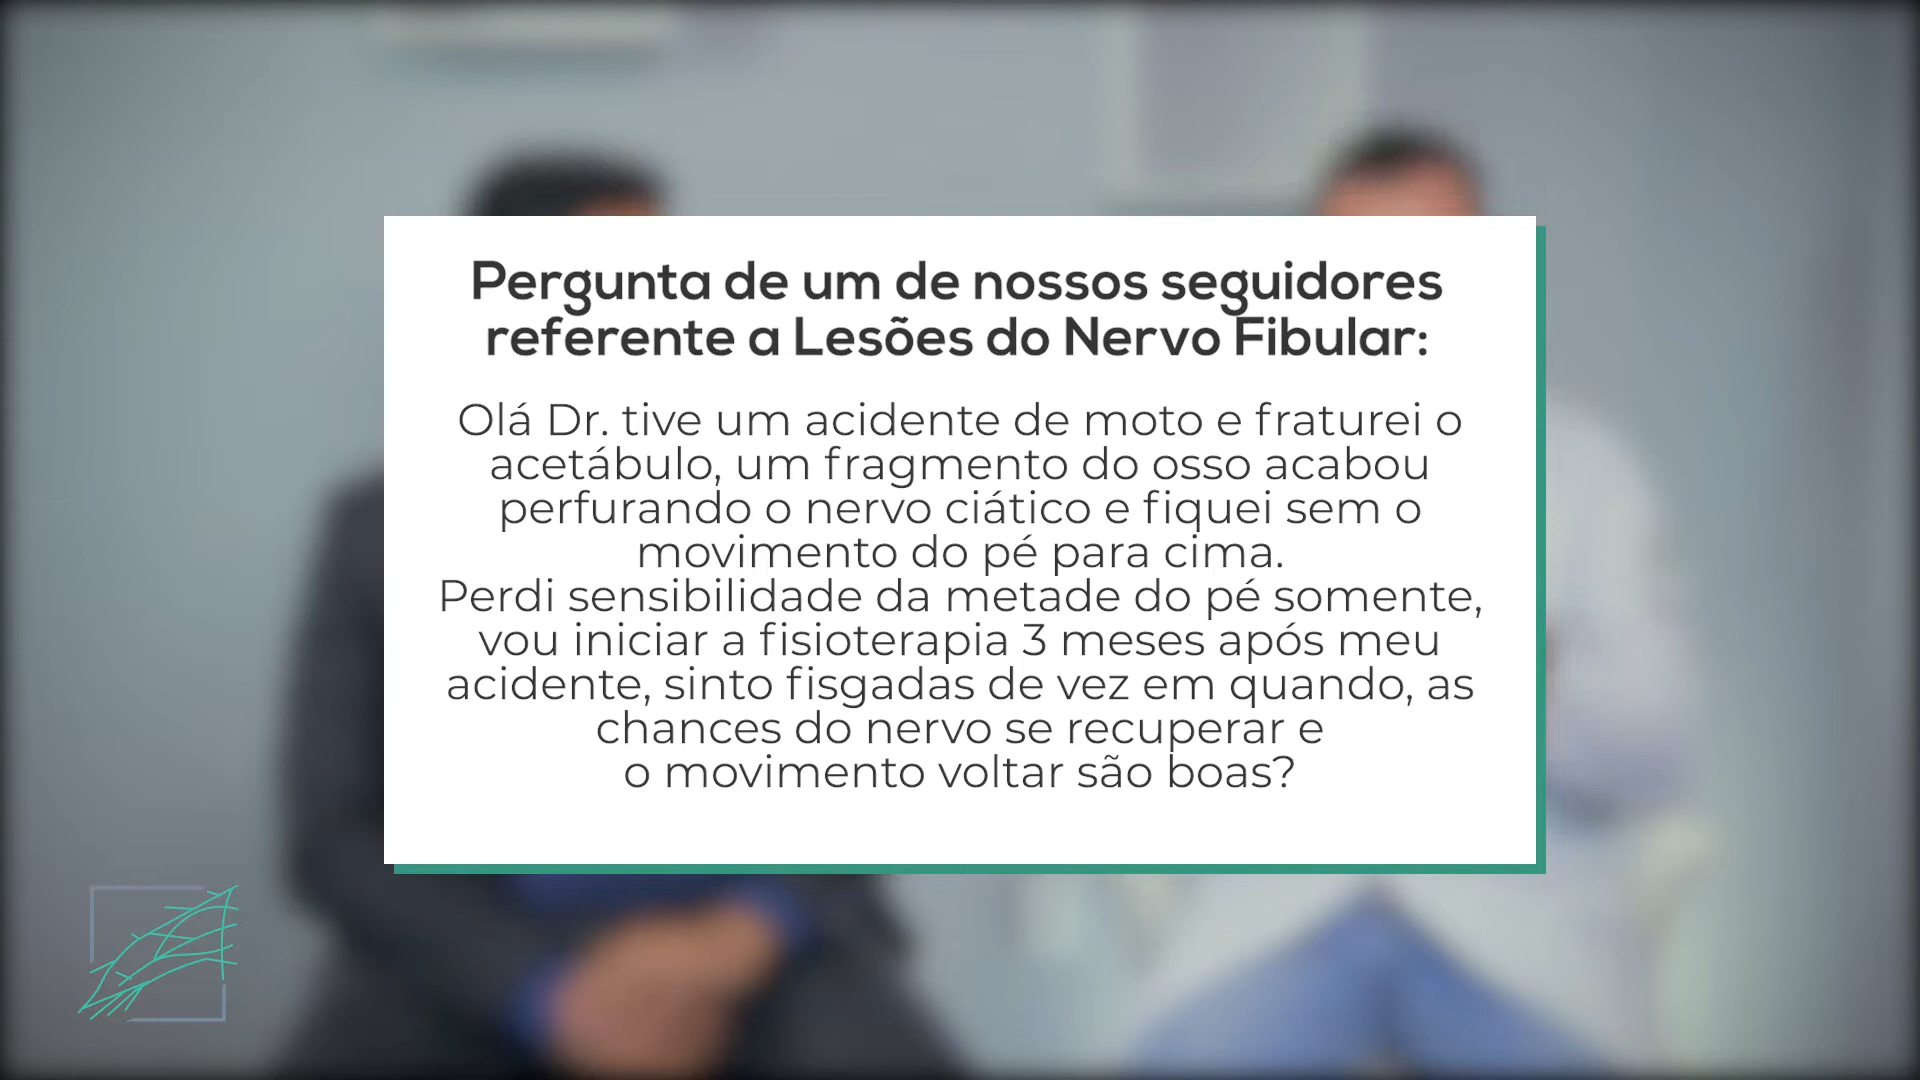 Pergunta de um de nossos seguidores
referente a Lesões do Nervo Fibular:
Olá Dr. tive um acidente de moto e fraturei o
acetábulo, um fragmento do osso acabou
perfurando o nervo ciático e fiquei sem o
movimento do pé para cima.
Perdi sensibilidade da metade do pé somente,
vou iniciar a fisioterapia 3 meses após meu
acidente, sinto fisgadas de vez em quando, as
chances do nervo se recuperar e
o movimento voltar são boas?